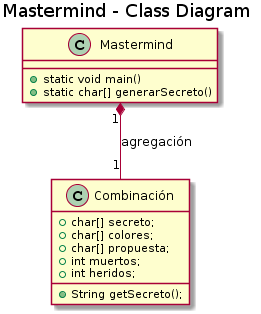 Mastermind - Class Diagram
C Mastermind
static void main()
static char[] generarSecreto()
1
agregación
1
C Combinación
char[] secreto;
char[] colores;
char[] propuesta;
int muertos;
int heridos;
String getSecreto();